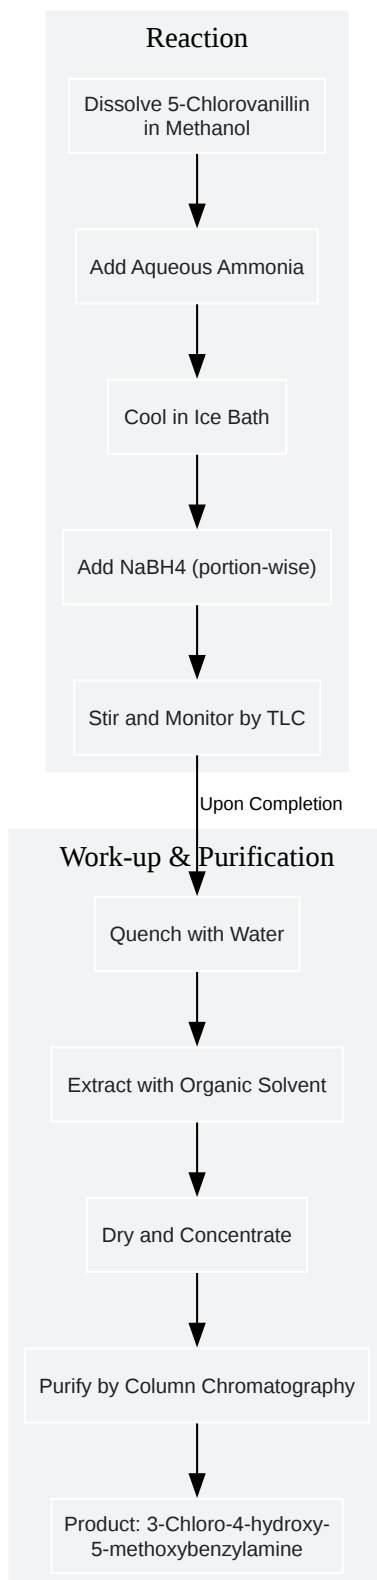 Reaction
Dissolve 5-Chlorovanillin
in Methanol
Add Aqueous Ammonia
Cool in Ice Bath
Add NaBH4 (portion-wise)
Stir and Monitor by TLC
Upon Completion
Work-up & Purification
Quench with Water
Extract with Organic Solvent
Dry and Concentrate
Purify by Column Chromatography
Product: 3-Chloro-4-hydroxy-
5-methoxybenzylamine